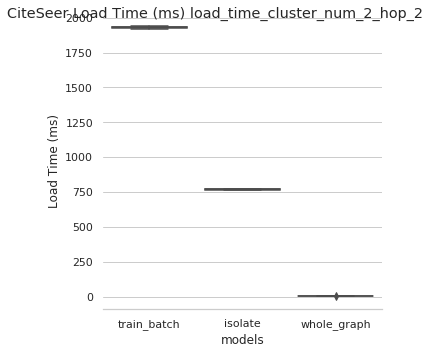 CiteSeer Load Time (ms) load_time_cluster_num_2_hop_2
2000
1750
1500
1250
1000
750
500
250
0
Load Time (ms)
train_batch isolate whole_graph
models